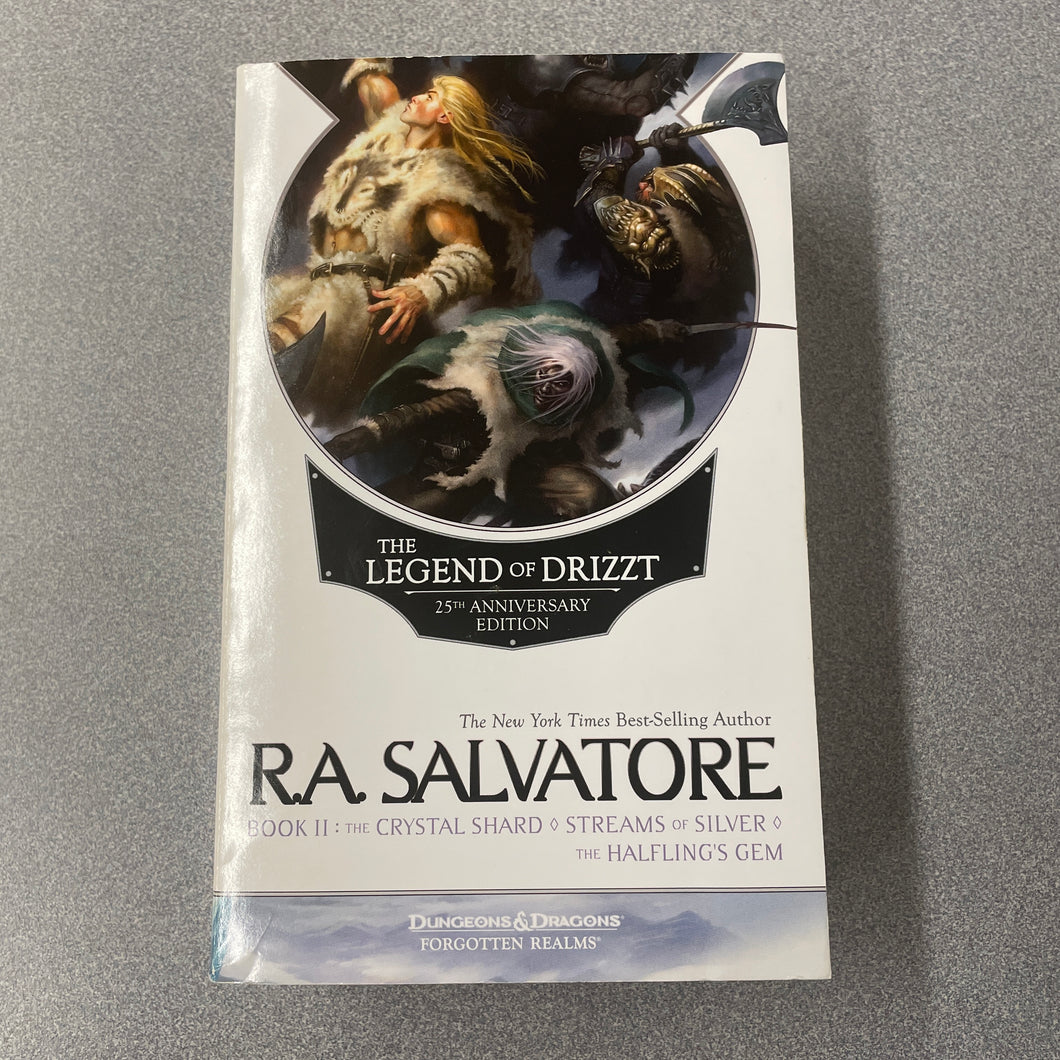 THE
LEGEND OF DRIZZT
25TH ANNIVERSARY
EDITION
The New York Times Best-Selling Author
R.A. SALVATORE
BOOK II : THE CRYSTAL SHARD ◊ STREAMS OF SILVER ◊
THE HALFLING'S GEM
DUNGEONS & DRAGONS®
FORGOTTEN REALMS®